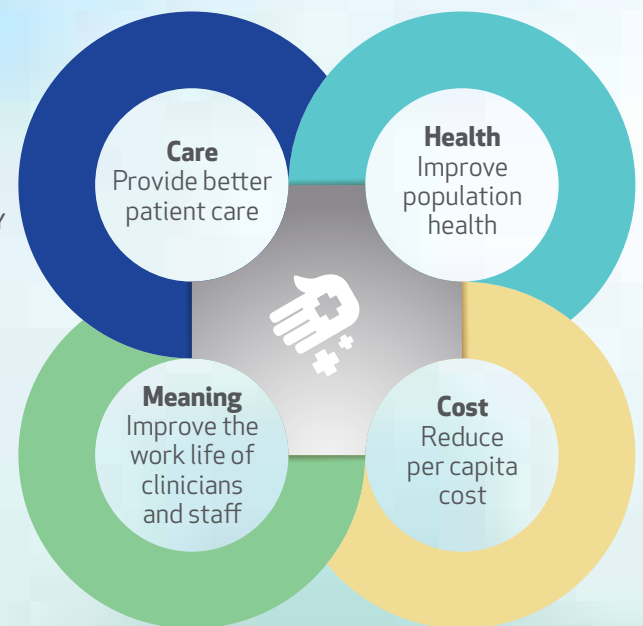 Care
Provide better
patient care
Health
Improve
population
health
Y
Meaning
Improve the
work life of
clinicians
and staff
Cost
Reduce
per capita
cost